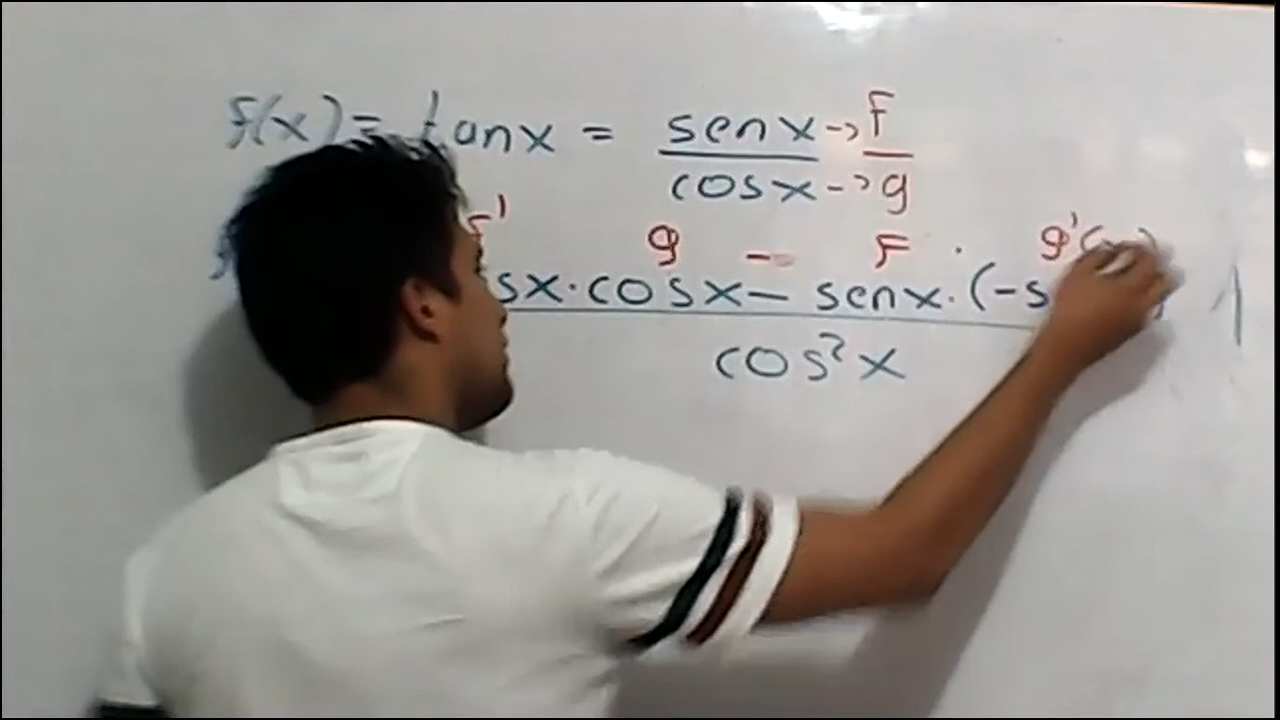 f(x) = tanx = senx → F
cosx → g
F' g - F . g'(x)
sx.cosx - senx.(-s
cos²x